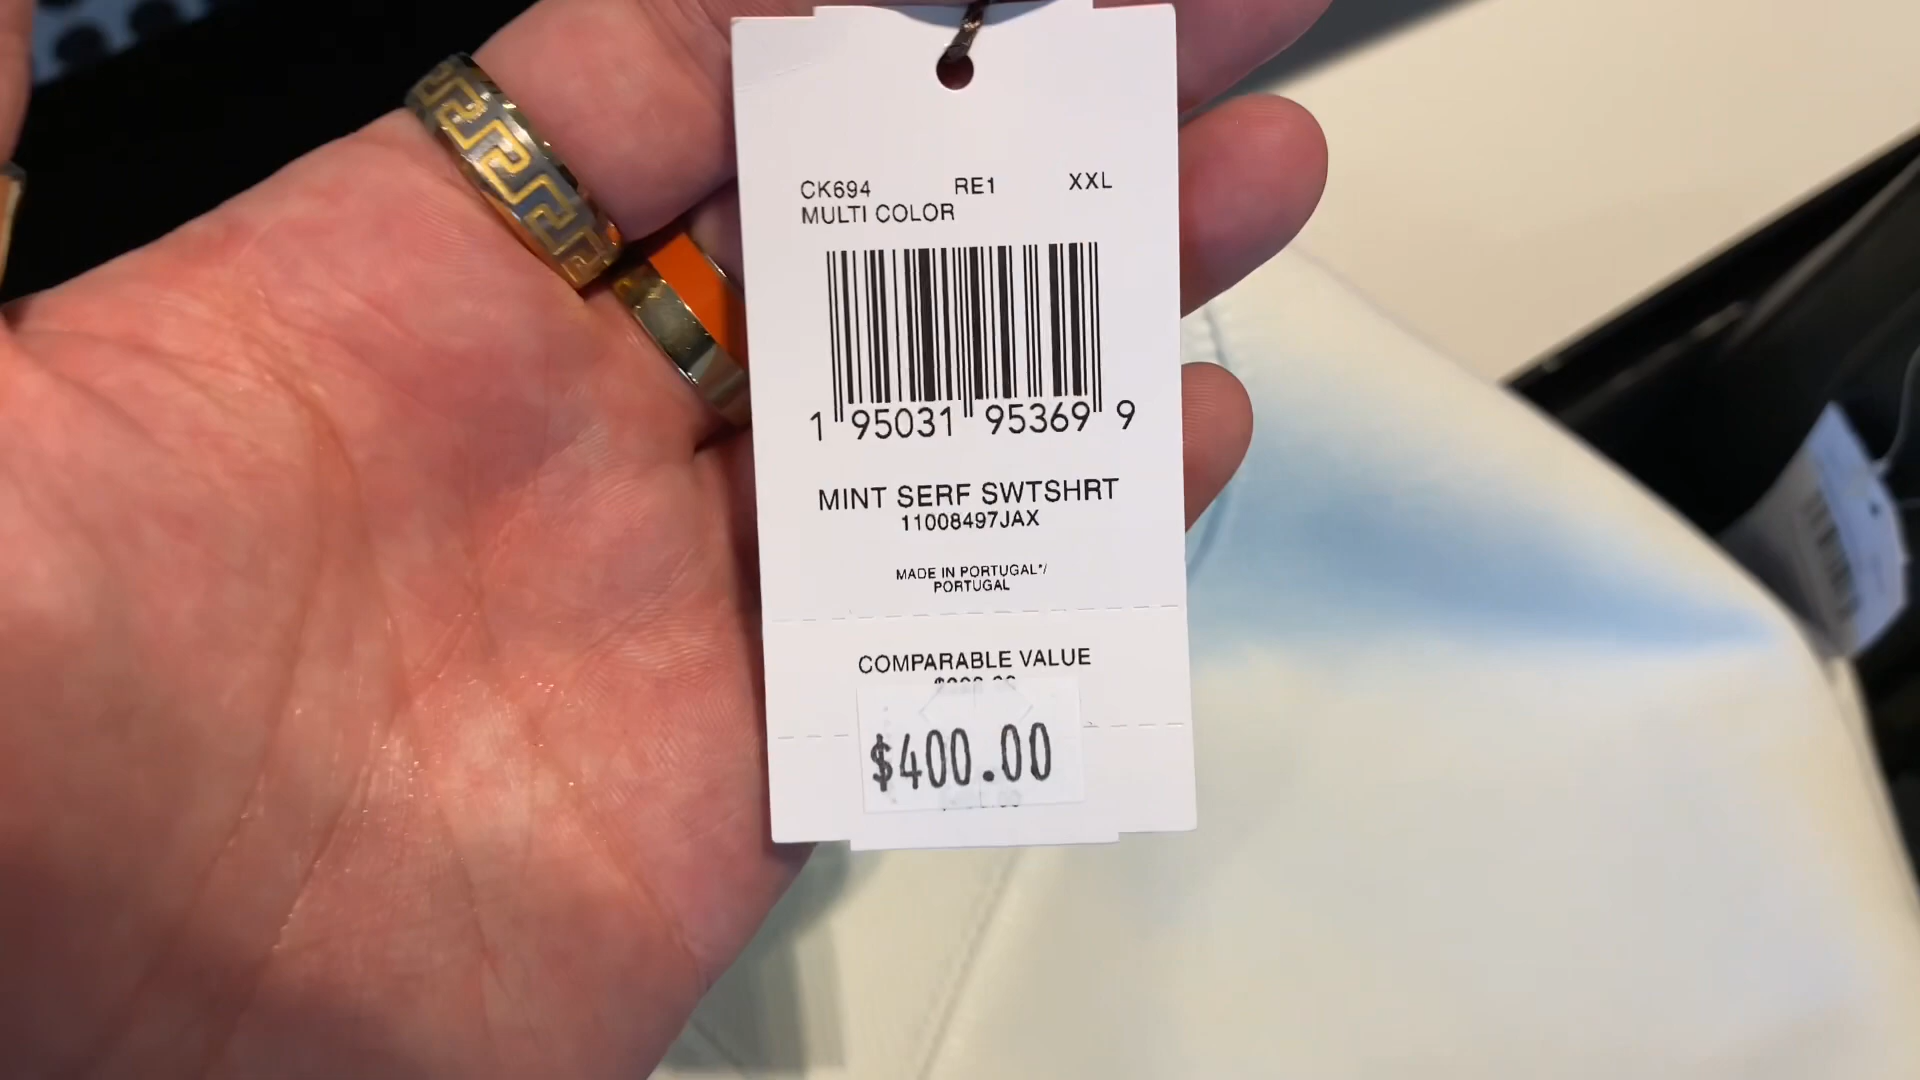 CK694 RE1 XXL
MULTI COLOR
1 95031 95369 9
MINT SERF SWTSHRT
11008497JAX
MADE IN PORTUGAL*/
PORTUGAL
COMPARABLE VALUE
$400.00